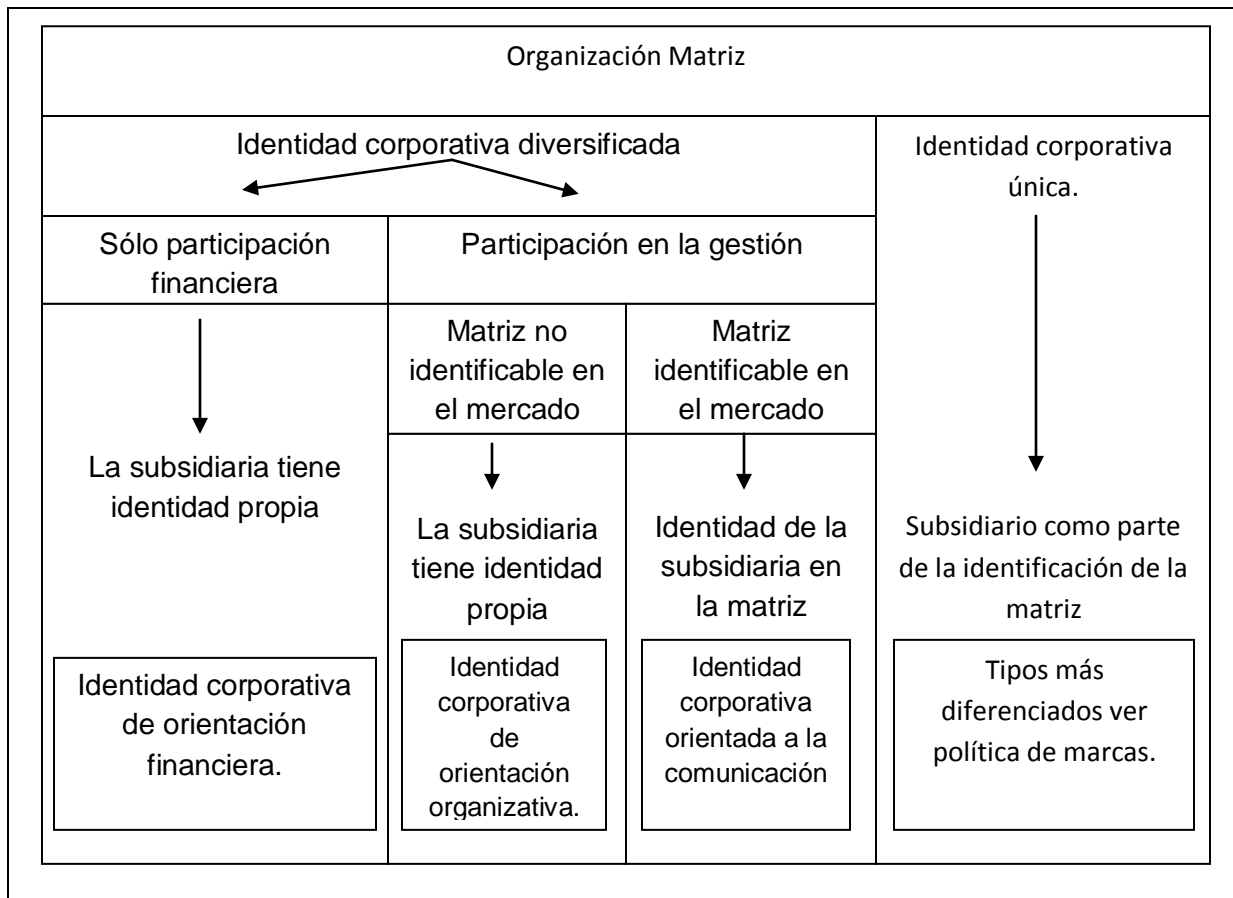 Organización Matriz
Identidad corporativa diversificada
Identidad corporativa
única.
Sólo participación
financiera
Participación en la gestión
Matriz no
identificable en
el mercado
Matriz
identificable en
el mercado
La subsidiaria tiene
identidad propia
La subsidiaria
tiene identidad
propia
Identidad de la
subsidiaria en
la matriz
Subsidiario como parte
de la identificación de la
matriz
Identidad corporativa
de orientación
financiera.
Identidad
corporativa
de
orientación
organizativa.
Identidad
corporativa
orientada a la
comunicación
Tipos más
diferenciados ver
política de marcas.